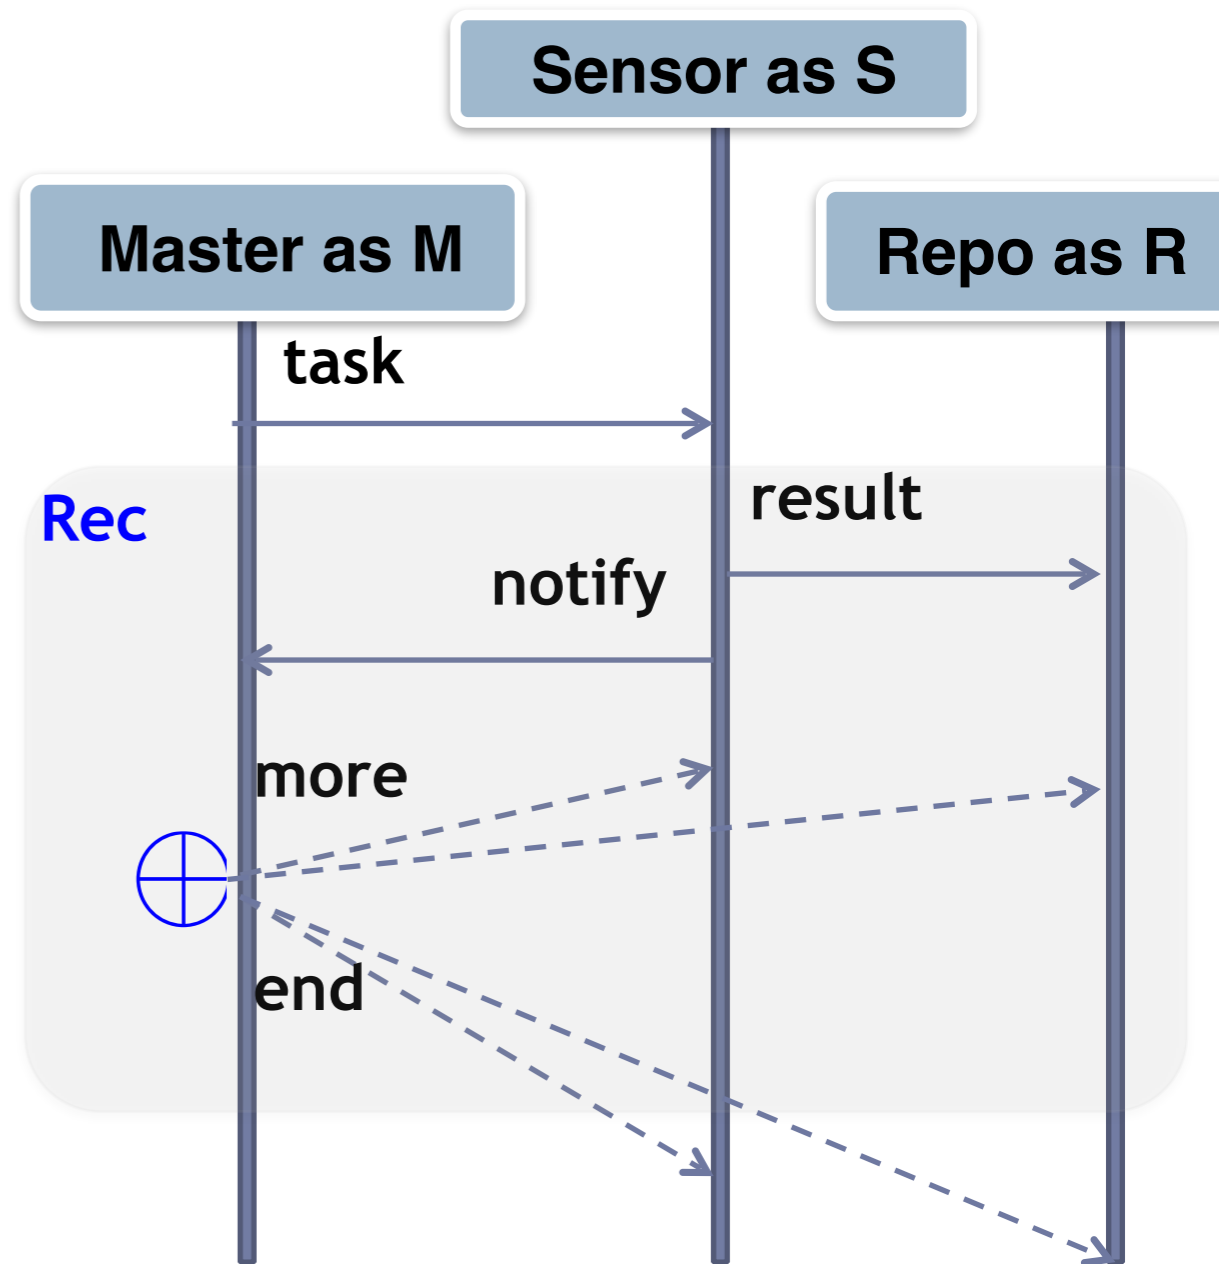 Sensor as S
Master as M
Repo as R
task
Rec
result
notify
more
end